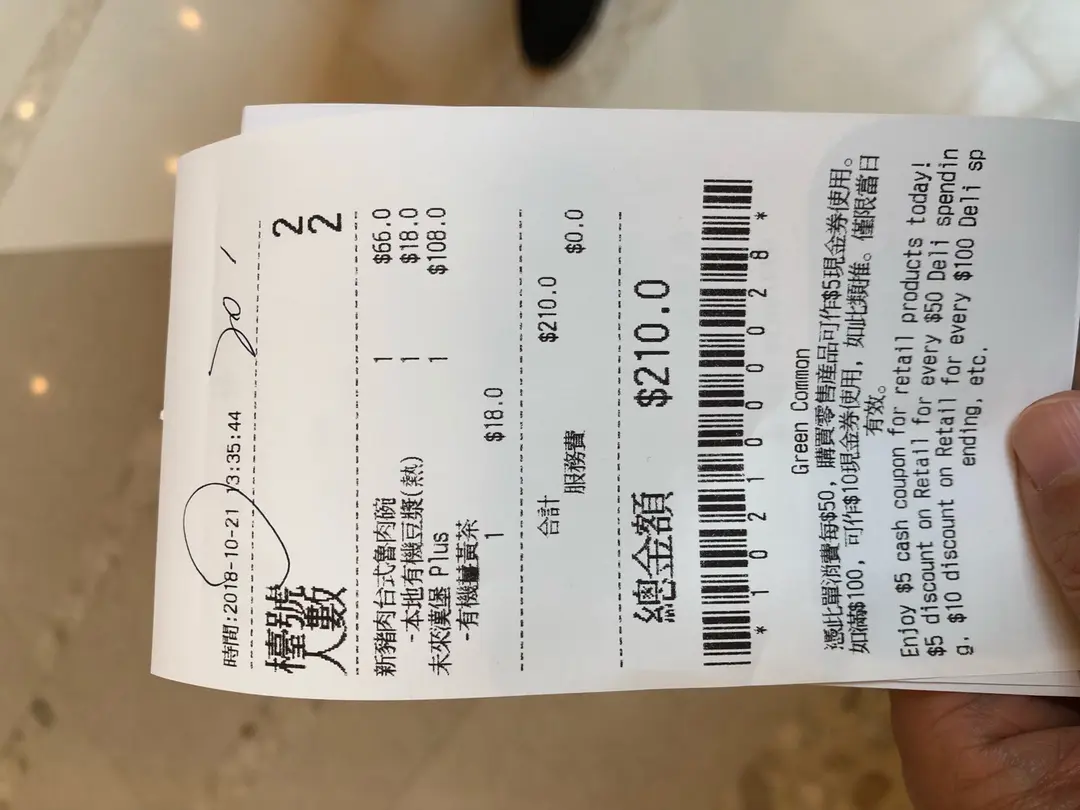 時間:2018-10-21 13:35:44
檯號 2
人數 2
新豬肉台式魯肉碗 1 $66.0
-本地有機豆漿(熱) 1 $18.0
未來漢堡 Plus 1 $108.0
-有機薑黃茶
1 $18.0
合計 $210.0
服務費 $0.0
總金額 $210.0
*102100000028*
Green Common
憑此單消費每$50, 購買零售產品可作$5現金券使用。
如滿$100, 可作$10現金券使用, 如此類推。僅限當日
有效。
Enjoy $5 cash coupon for retail products today!
$5 discount on Retail for every $50 Deli spendin
g, $10 discount on Retail for every $100 Deli sp
ending, etc.